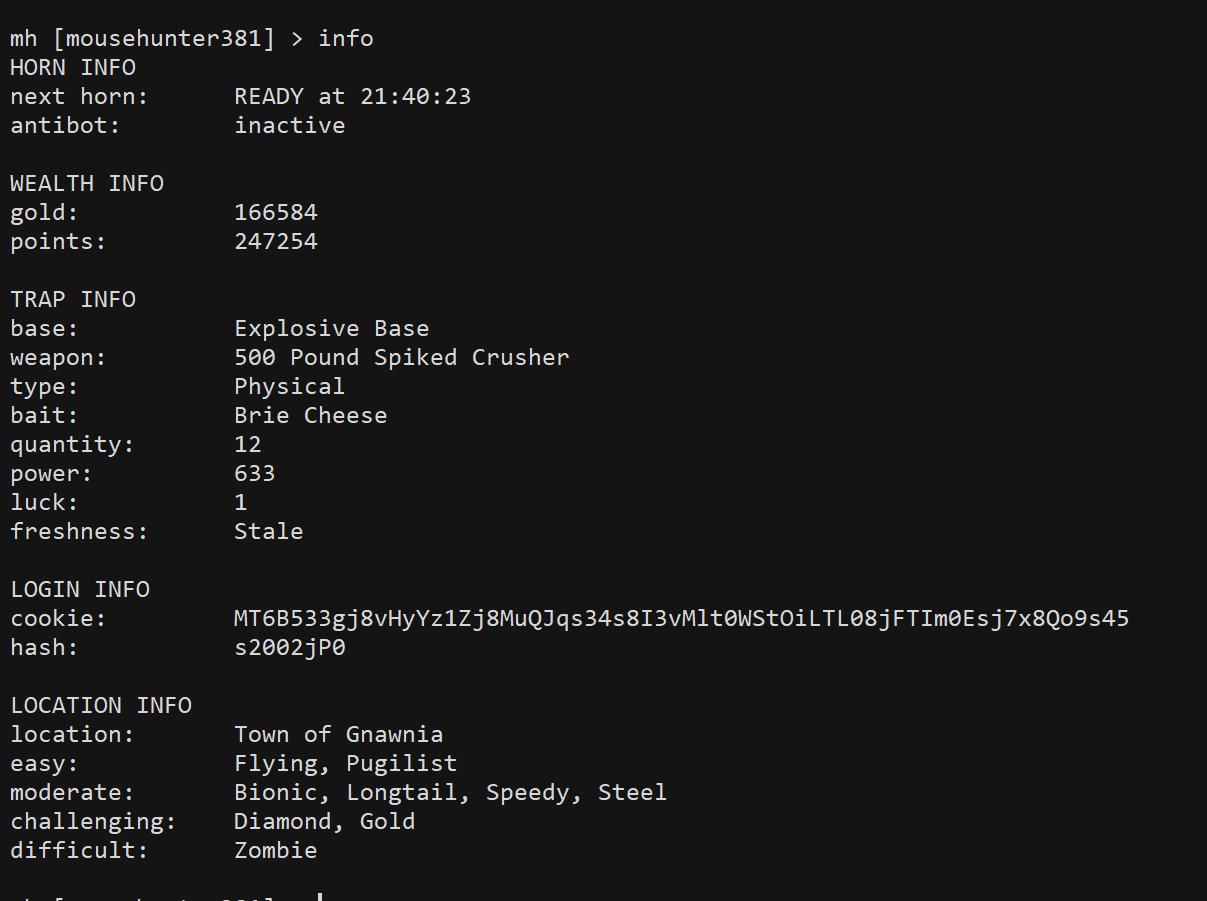 mh [mousehunter381] > info
HORN INFO
next horn: READY at 21:40:23
antibot: inactive
WEALTH INFO
gold: 166584
points: 247254
TRAP INFO
base: Explosive Base
weapon: 500 Pound Spiked Crusher
type: Physical
bait: Brie Cheese
quantity: 12
power: 633
luck: 1
freshness: Stale
LOGIN INFO
cookie: MT6B533gj8vHyYz1Zj8MuQJqs34s8I3vMlt0WStOiLTL08jFTIm0Esj7x8Qo9s45
hash: s2002jP0
LOCATION INFO
location: Town of Gnawnia
easy: Flying, Pugilist
moderate: Bionic, Longtail, Speedy, Steel
challenging: Diamond, Gold
difficult: Zombie